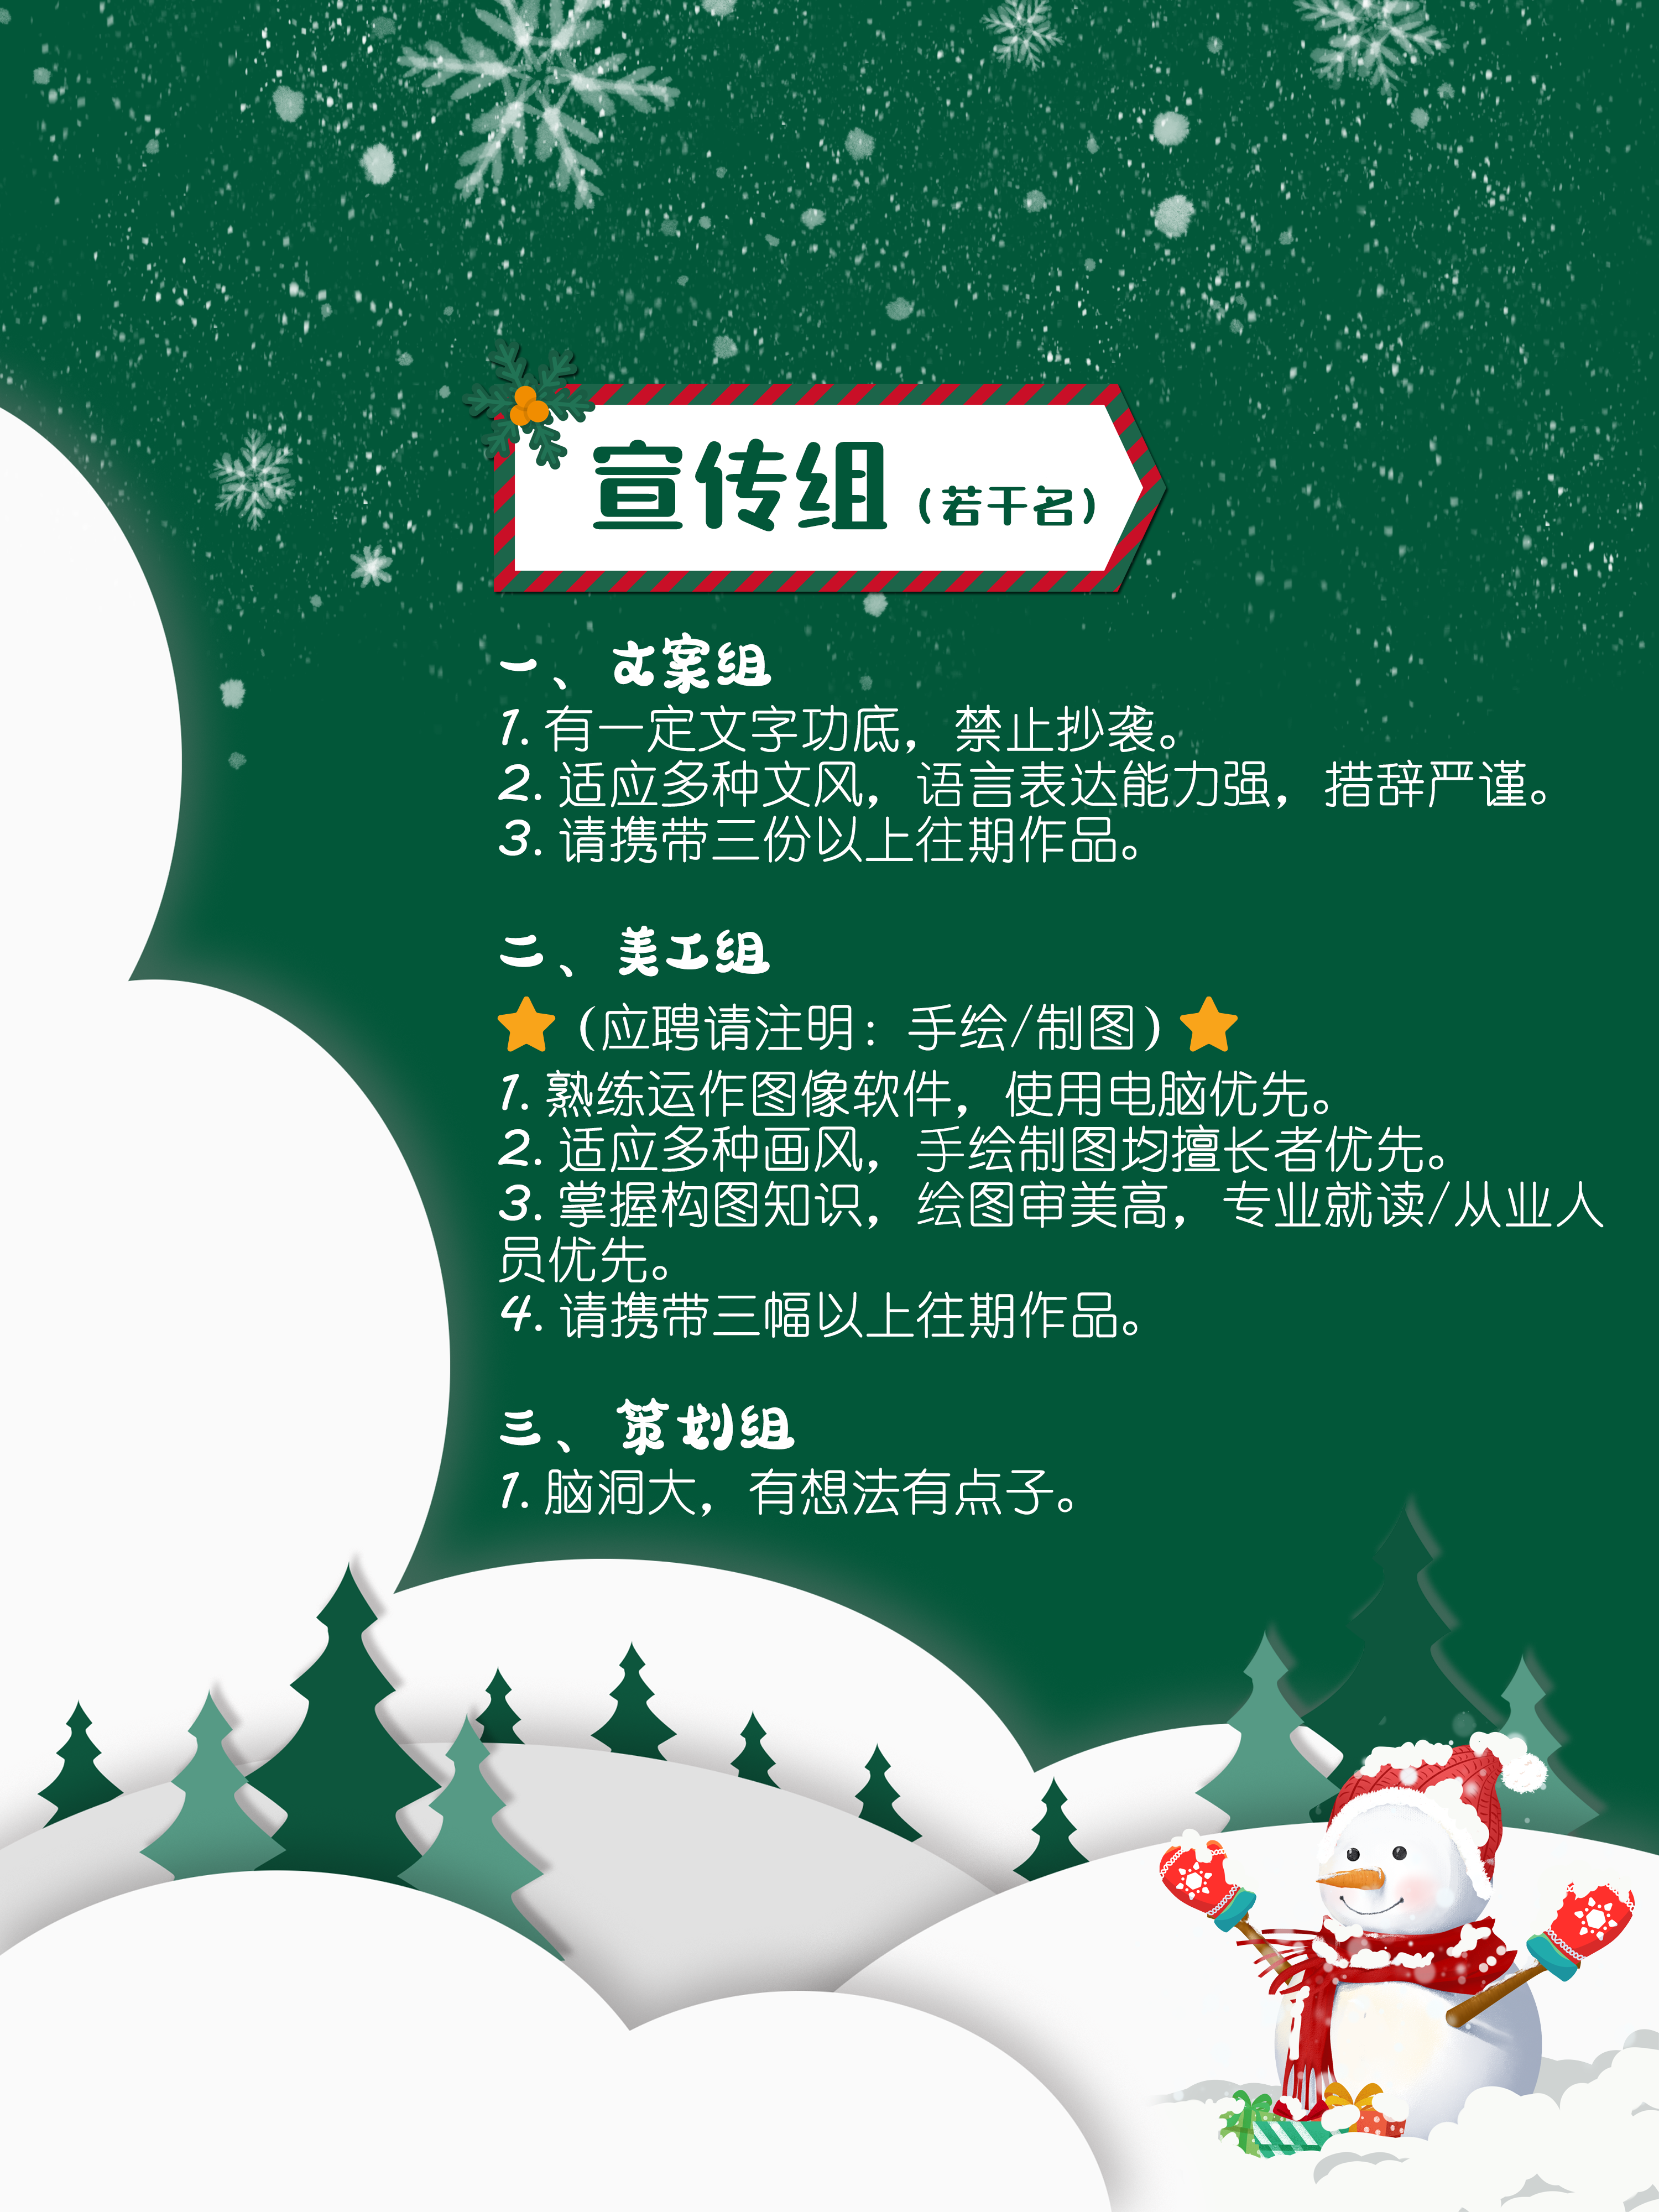 宣传组（若干名）
一、文案组
1. 有一定文字功底，禁止抄袭。
2. 适应多种文风，语言表达能力强，措辞严谨。
3. 请携带三份以上往期作品。
二、美工组
（应聘请注明：手绘/制图）
1. 熟练运作图像软件，使用电脑优先。
2. 适应多种画风，手绘制图均擅长者优先。
3. 掌握构图知识，绘图审美高，专业就读/从业人
员优先。
4. 请携带三幅以上往期作品。
三、策划组
1. 脑洞大，有想法有点子。